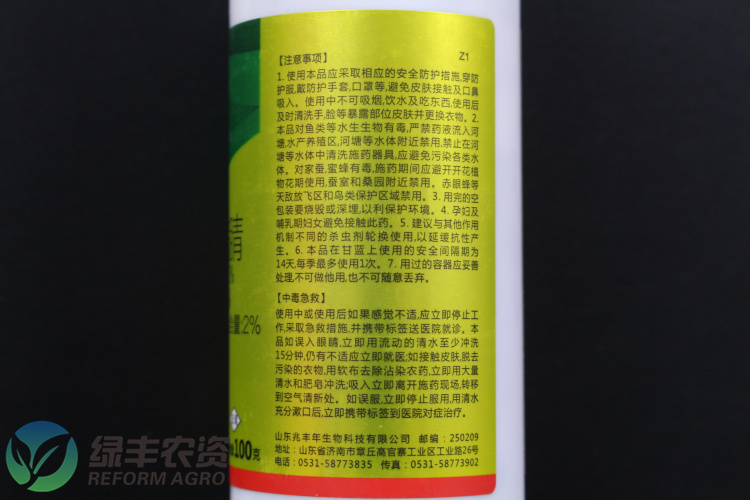 【注意事项】 Z1
1. 使用本品应采取相应的安全防护措施,穿防
护服,戴防护手套,口罩等,避免皮肤接触及口鼻
吸入。使用中不可吸烟,饮水及吃东西,使用后
及时清洗手,脸等暴露部位皮肤并更换衣物。2.
本品对鱼类等水生生物有毒,严禁药液流入河
塘,水产养殖区,河塘等水体附近禁用,禁止在河
塘等水体中清洗施药器具,应避免污染各类水
体。对家蚕,蜜蜂有毒,施药期间应避开开花植
物花期使用,蚕室和桑园附近禁用。赤眼蜂等
天敌放飞区和鸟类保护区域禁用。3. 用完的空
包装要烧毁或深埋,以利保护环境。4. 孕妇及
哺乳期妇女避免接触此药。5. 建议与其他作用
机制不同的杀虫剂轮换使用,以延缓抗性产
生。6. 本品在甘蓝上使用的安全间隔期为
14天,每季最多使用1次。7. 用过的容器应妥善
处理,不可做他用,也不可随意丢弃。
【中毒急救】
使用中或使用后如果感觉不适,应立即停止工
作,采取急救措施,并携带标签送医院就诊。本
品如误入眼睛,立即用流动的清水至少冲洗
15分钟,仍有不适应立即就医;如接触皮肤,脱去
污染的衣物,用软布去除沾染农药,立即用大量
清水和肥皂冲洗;吸入立即离开施药现场,转移
到空气清新处。如误服,立即停止服用,用清水
充分漱口后,立即携带标签到医院对症治疗。
山东兆丰年生物科技有限公司 邮编:250209
地址:山东省济南市章丘高官寨工业区工业路26号
电话:0531-58773835 传真:0531-58773902
%
量:2%
100克
绿丰农资
REFORM AGRO